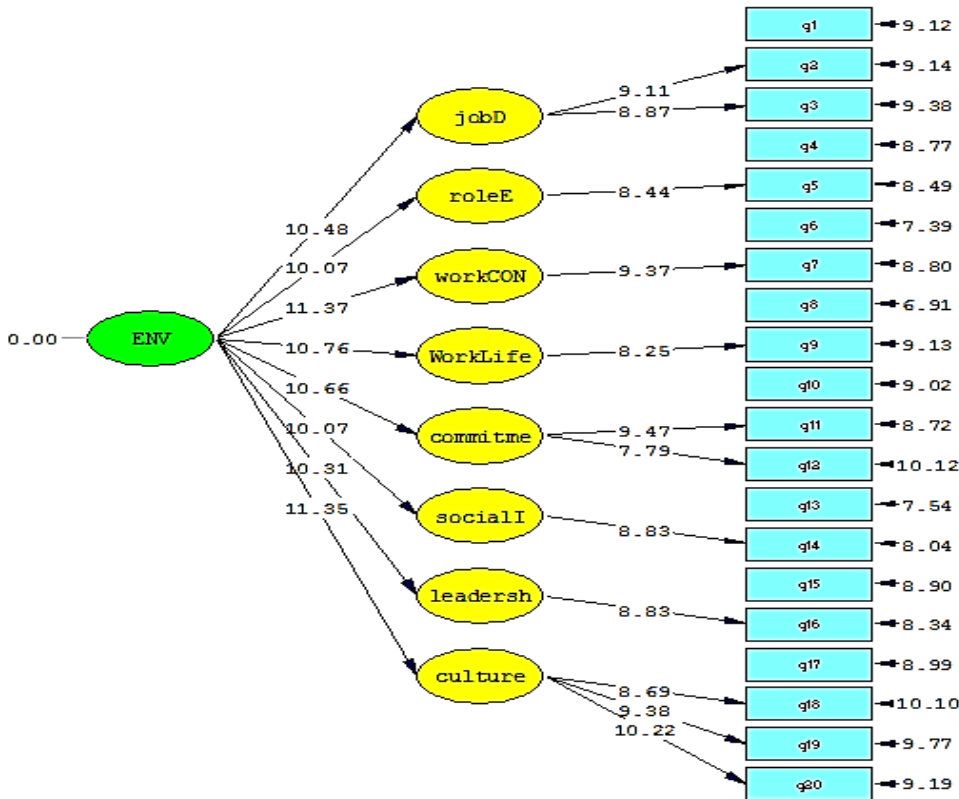 q1 9.12
q2 9.14
9.11
jobD 8.87 q3 9.38
q4 8.77
roleE 8.44 q5 8.49
10.48 q6 7.39
10.07
workCON 9.37 q7 8.80
11.37 q8 6.91
0.00 ENV
10.76 WorkLife 8.25 q9 9.13
10.66 q10 9.02
10.07 commitme 9.47 q11 8.72
7.79 q12 10.12
10.31
11.35 q13 7.54
socialI 8.83 q14 8.04
q15 8.90
leadersh 8.83 q16 8.34
q17 8.99
culture 8.69 q18 10.10
9.38
10.22 q19 9.77
q20 9.19